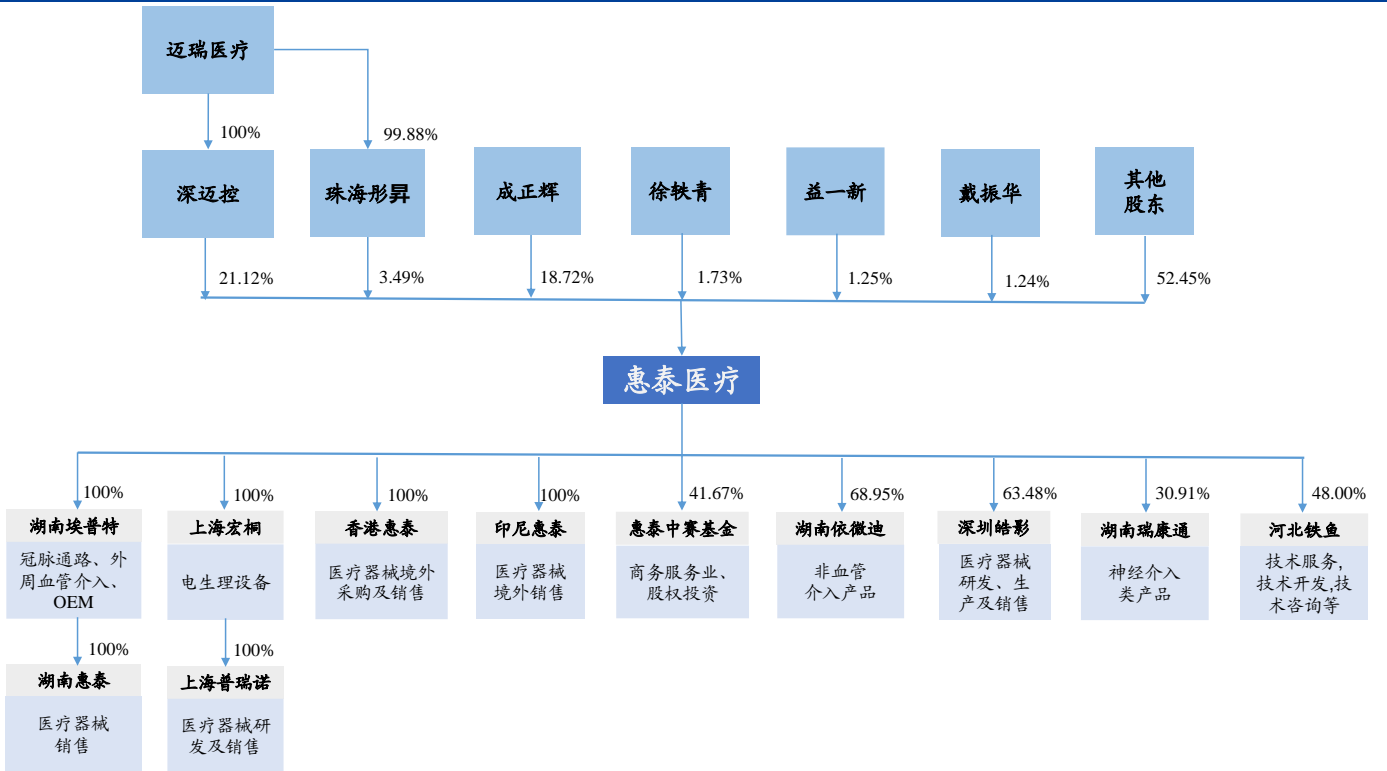 迈瑞医疗
100%
99.88%
深迈控
珠海彤昇
成正辉
徐轶青
益一新
戴振华
其他
股东
21.12%
3.49%
18.72%
1.73%
1.25%
1.24%
52.45%
惠泰医疗
100%
100%
100%
100%
41.67%
68.95%
63.48%
30.91%
48.00%
湖南埃普特
冠脉通路、外
周血管介入、
OEM
上海宏桐
电生理设备
香港惠泰
医疗器械境外
采购及销售
印尼惠泰
医疗器械
境外销售
惠泰中赛基金
商务服务业、
股权投资
湖南依微迪
非血管
介入产品
深圳皓影
医疗器械
研发、生
产及销售
湖南瑞康通
神经介入
类产品
河北铁鱼
技术服务,
技术开发,技
术咨询等
100%
100%
湖南惠泰
医疗器械
销售
上海普瑞诺
医疗器械研
发及销售